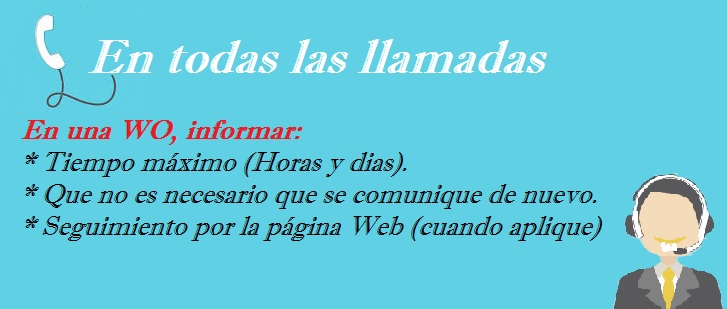 En todas las llamadas
En una WO, informar:
* Tiempo máximo (Horas y dias).
* Que no es necesario que se comunique de nuevo.
* Seguimiento por la página Web (cuando aplique)